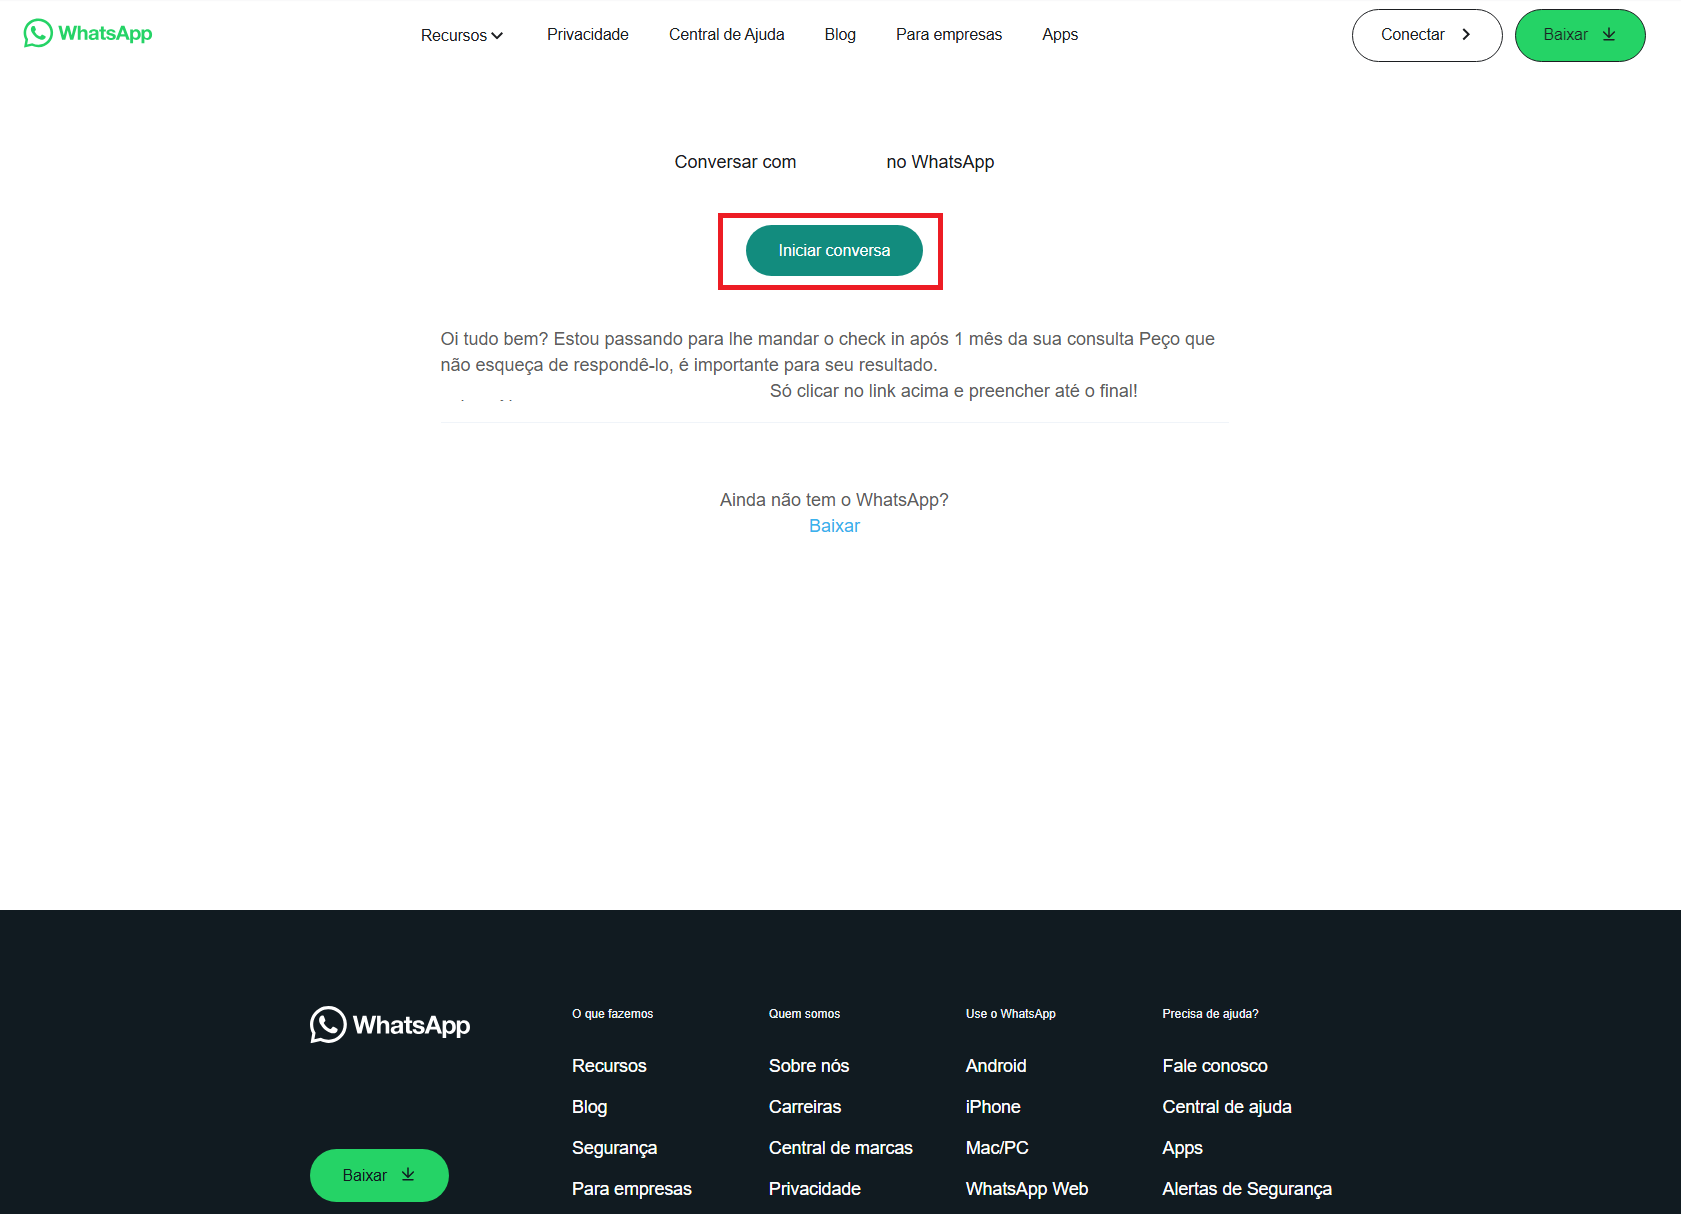 WhatsApp
Recursos
Privacidade
Central de Ajuda
Blog
Para empresas
Apps
Conectar
Baixar
Conversar com no WhatsApp
Iniciar conversa
Oi tudo bem? Estou passando para lhe mandar o check in após 1 mês da sua consulta Peço que
não esqueça de respondê-lo, é importante para seu resultado.
Só clicar no link acima e preencher até o final!
Ainda não tem o WhatsApp?
Baixar
WhatsApp
Baixar
O que fazemos
Recursos
Blog
Segurança
Para empresas
Quem somos
Sobre nós
Carreiras
Central de marcas
Privacidade
Use o WhatsApp
Android
iPhone
Mac/PC
WhatsApp Web
Precisa de ajuda?
Fale conosco
Central de ajuda
Apps
Alertas de Segurança